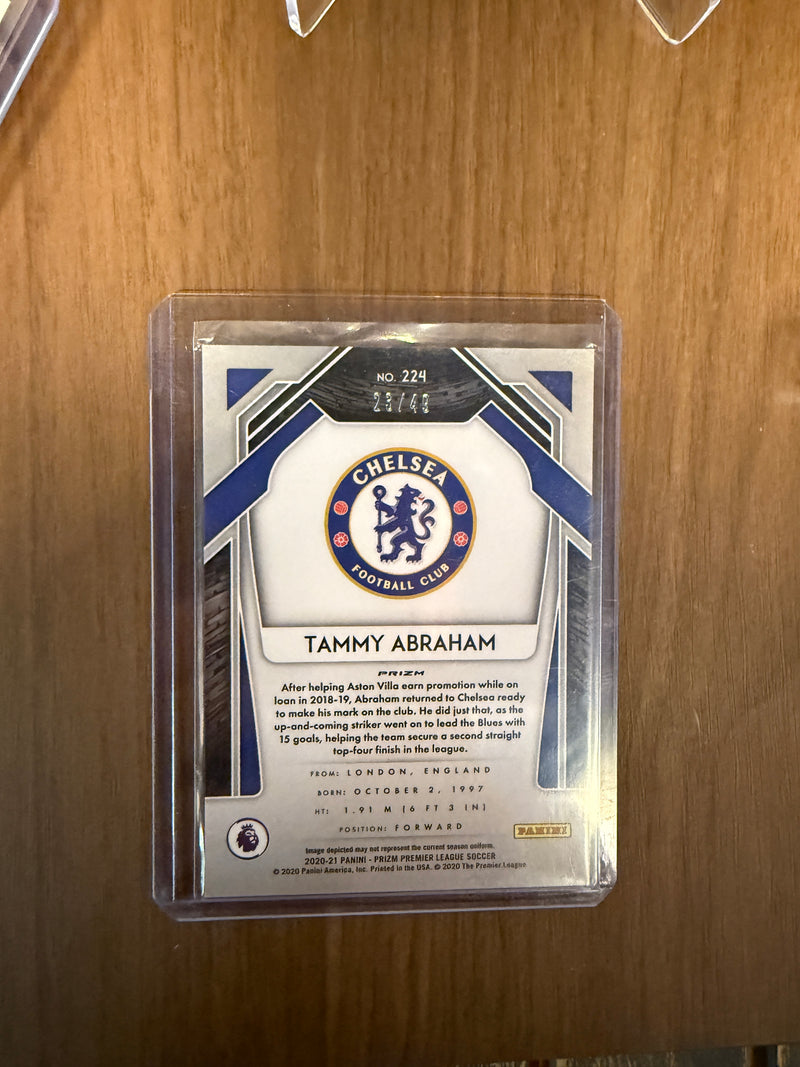 NO. 224
23/49
CHELSEA
FOOTBALL CLUB
TAMMY ABRAHAM
PRIZM
After helping Aston Villa earn promotion while on
loan in 2018-19, Abraham returned to Chelsea ready
to make his mark on the club. He did just that, as the
up-and-coming striker went on to lead the Blues with
15 goals, helping the team secure a second straight
top-four finish in the league.
FROM: LONDON, ENGLAND
BORN: OCTOBER 2, 1997
HT: 1.91 M (6 FT 3 IN)
POSITION: FORWARD
PANINI
Image depicted may not represent the current season uniform.
2020-21 PANINI - PRIZM PREMIER LEAGUE SOCCER
© 2020 Panini America, Inc. Printed in the USA. © 2020 The Premier League